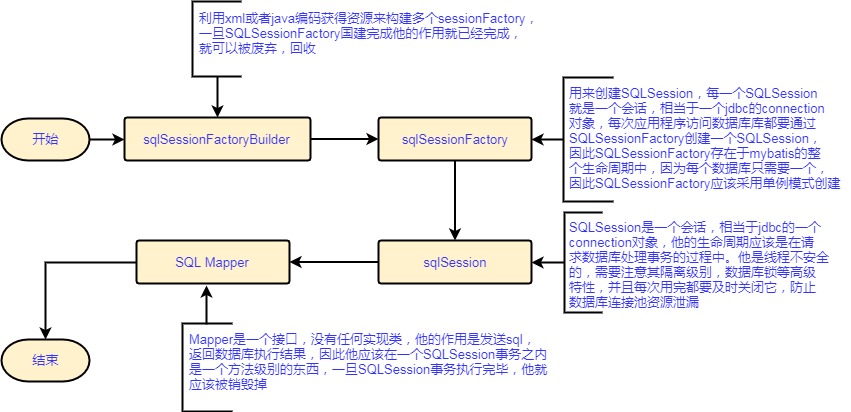 利用xml或者java编码获得资源来构建多个sessionFactory，
一旦SQLSessionFactory国建完成他的作用就已经完成，
就可以被废弃，回收
开始
sqlSessionFactoryBuilder
sqlSessionFactory
用来创建SQLSession，每一个SQLSession
就是一个会话，相当于一个jdbc的connection
对象，每次应用程序访问数据库库都要通过
SQLSessionFactory创建一个SQLSession，
因此SQLSessionFactory存在于mybatis的整
个生命周期中，因为每个数据库只需要一个，
因此SQLSessionFactory应该采用单例模式创建
SQL Mapper
sqlSession
SQLSession是一个会话，相当于jdbc的一个
connection对象，他的生命周期应该是在请
求数据库处理事务的过程中。他是线程不安全
的，需要注意其隔离级别，数据库锁等高级
特性，并且每次用完都要及时关闭它，防止
数据库连接池资源泄漏
结束
Mapper是一个接口，没有任何实现类，他的作用是发送sql，
返回数据库执行结果，因此他应该在一个SQLSession事务之内
是一个方法级别的东西，一旦SQLSession事务执行完毕，他就
应该被销毁掉